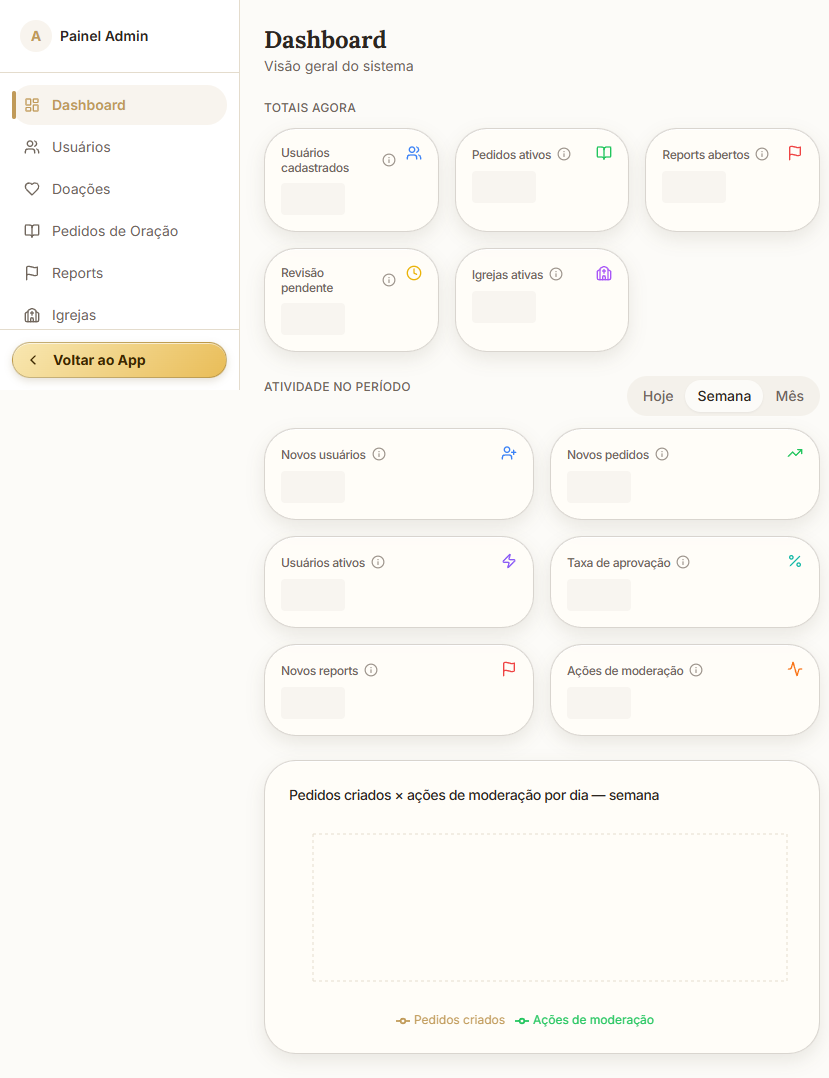 A Painel Admin
Dashboard
Usuários
Doações
Pedidos de Oração
Reports
Igrejas
Voltar ao App
Dashboard
Visão geral do sistema
TOTAIS AGORA
Usuários
cadastrados
Pedidos ativos
Reports abertos
Revisão
pendente
Igrejas ativas
ATIVIDADE NO PERÍODO
Hoje Semana Mês
Novos usuários
Novos pedidos
Usuários ativos
Taxa de aprovação
Novos reports
Ações de moderação
Pedidos criados × ações de moderação por dia — semana
Pedidos criados Ações de moderação